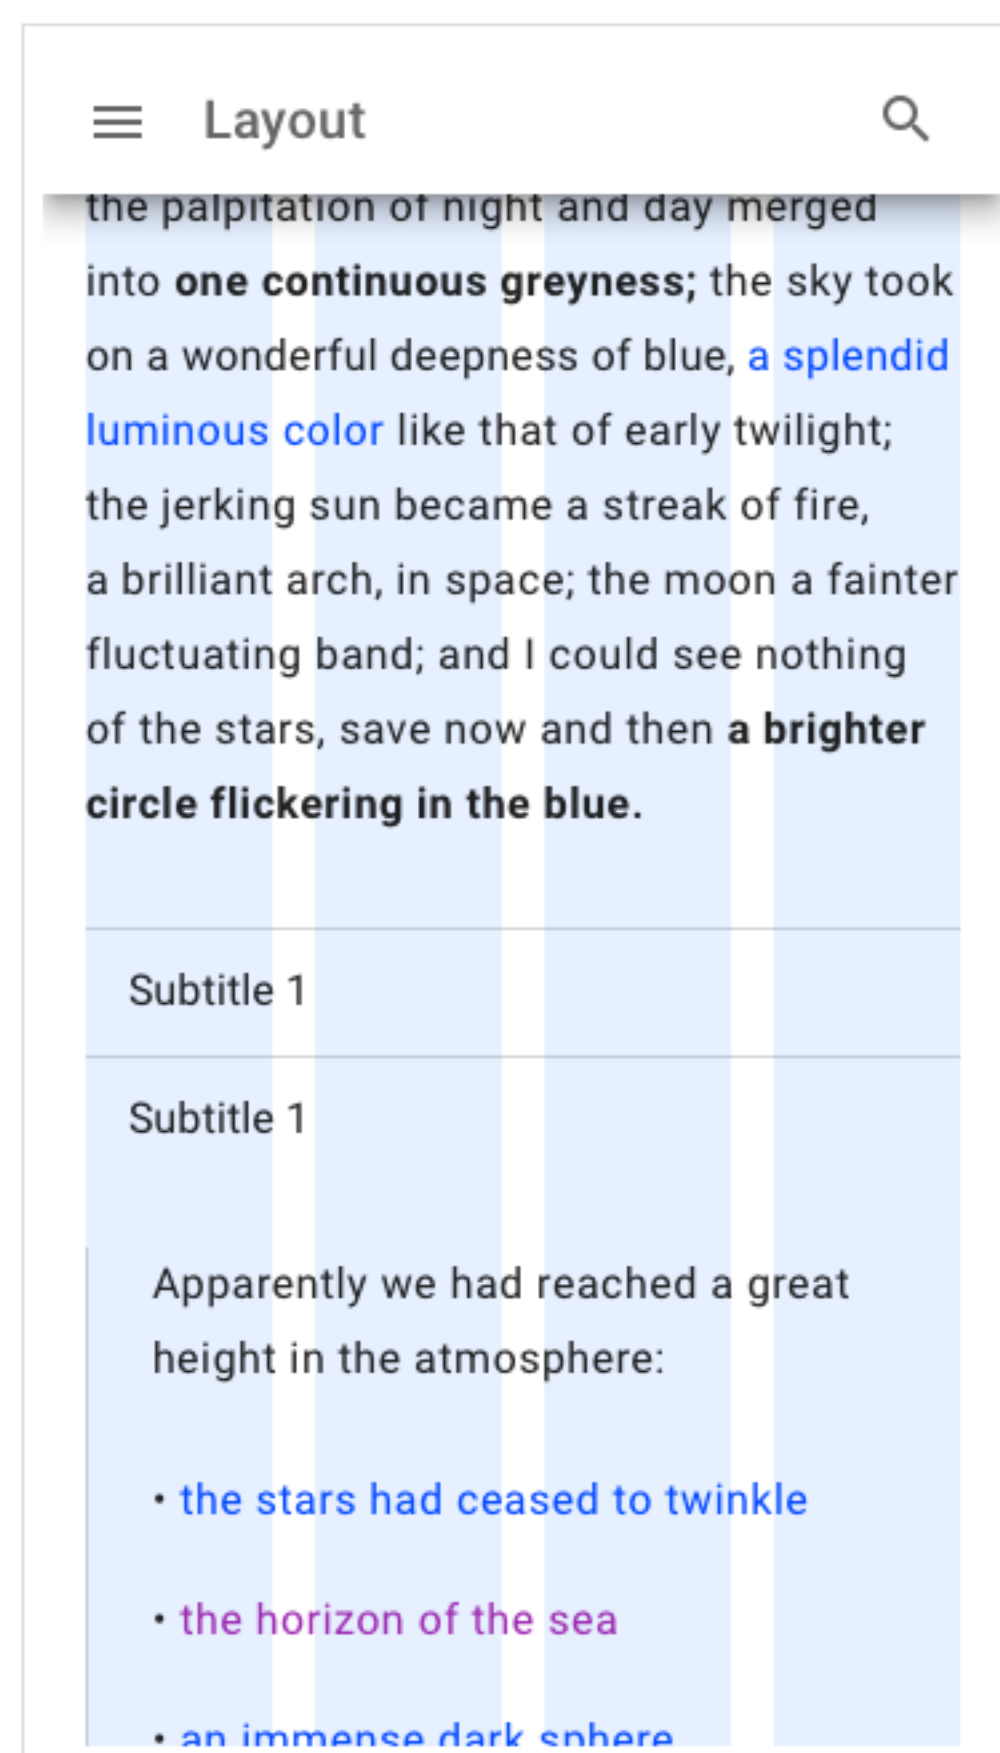 Layout
the palpitation of night and day merged
into one continuous greyness; the sky took
on a wonderful deepness of blue, a splendid
luminous color like that of early twilight;
the jerking sun became a streak of fire,
a brilliant arch, in space; the moon a fainter
fluctuating band; and I could see nothing
of the stars, save now and then a brighter
circle flickering in the blue.
Subtitle 1
Subtitle 1
Apparently we had reached a great
height in the atmosphere:
• the stars had ceased to twinkle
• the horizon of the sea
• an immense dark sphere